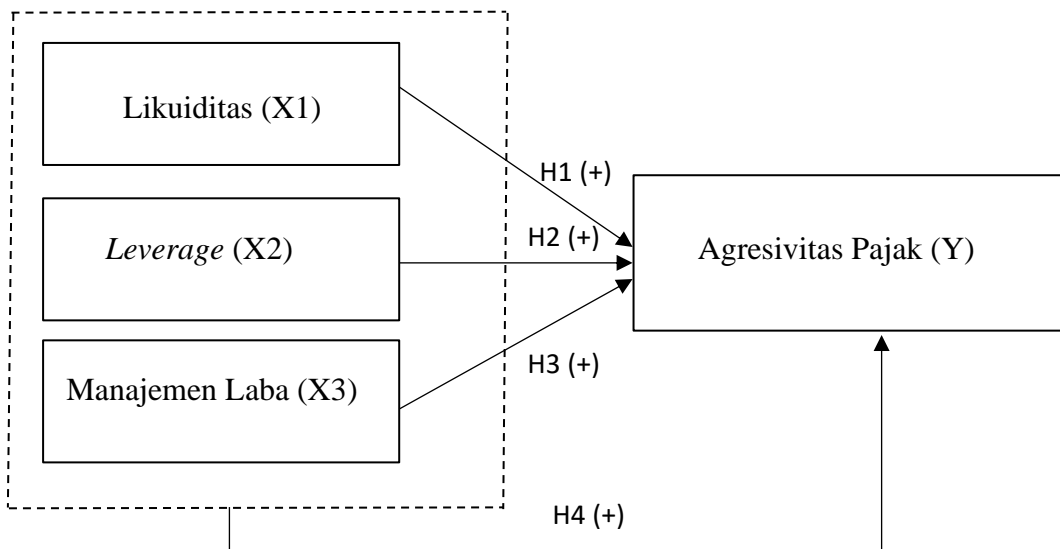 Likuiditas (X1)
H1 (+)
Leverage (X2)
H2 (+)
Agresivitas Pajak (Y)
H3 (+)
Manajemen Laba (X3)
H4 (+)